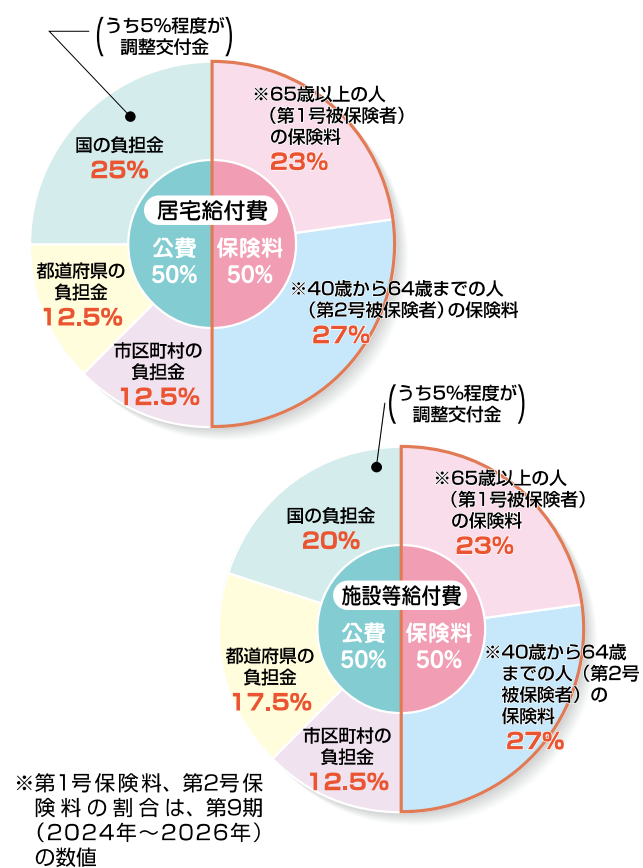 (うち5%程度が
調整交付金)
国の負担金
25%
※65歳以上の人
(第1号被保険者)
の保険料
23%
居宅給付費
公費
50%
保険料
50%
都道府県の
負担金
12.5%
※40歳から64歳までの人
(第2号被保険者)の保険料
27%
市区町村の
負担金
12.5%
(うち5%程度が
調整交付金)
国の負担金
20%
※65歳以上の人
(第1号被保険者)
の保険料
23%
施設等給付費
公費
50%
保険料
50%
都道府県の
負担金
17.5%
※40歳から64歳
までの人(第2号
被保険者)の
保険料
27%
市区町村の
負担金
12.5%
※第1号保険料、第2号保
険料の割合は、第9期
(2024年〜2026年)
の数値